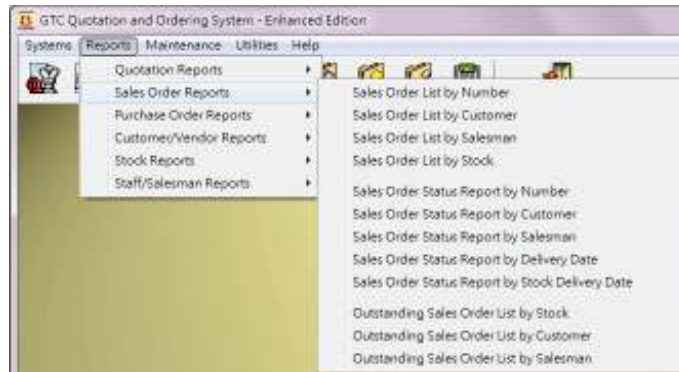 GTC Quotation and Ordering System - Enhanced Edition
Systems Reports Maintenance Utilities Help
Quotation Reports
Sales Order Reports
Purchase Order Reports
Customer/Vendor Reports
Stock Reports
Staff/Salesman Reports
Sales Order List by Number
Sales Order List by Customer
Sales Order List by Salesman
Sales Order List by Stock
Sales Order Status Report by Number
Sales Order Status Report by Customer
Sales Order Status Report by Salesman
Sales Order Status Report by Delivery Date
Sales Order Status Report by Stock Delivery Date
Outstanding Sales Order List by Stock
Outstanding Sales Order List by Customer
Outstanding Sales Order List by Salesman